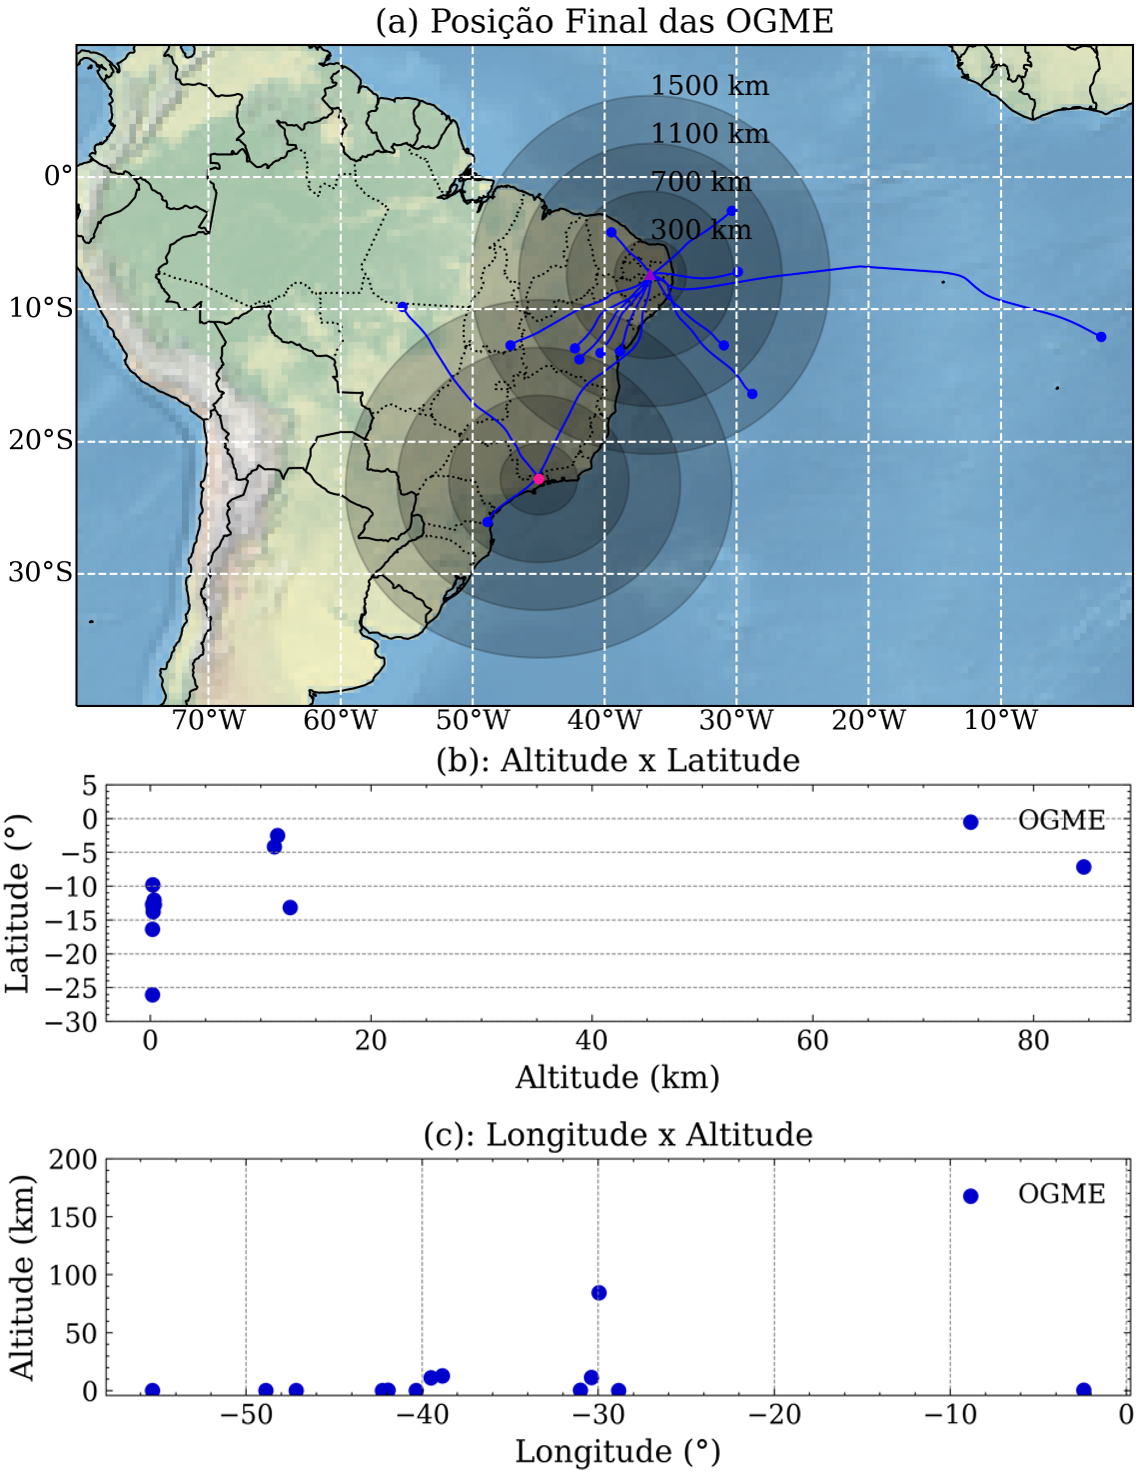 (a) Posição Final das OGME
1500 km
1100 km
700 km
300 km
0°
10°S
20°S
30°S
70°W 60°W 50°W 40°W 30°W 20°W 10°W
(b): Altitude x Latitude
Latitude (°)
5
0
−5
−10
−15
−20
−25
−30
OGME
0 20 40 60 80
Altitude (km)
(c): Longitude x Altitude
Altitude (km)
200
150
100
50
0
OGME
−50 −40 −30 −20 −10 0
Longitude (°)